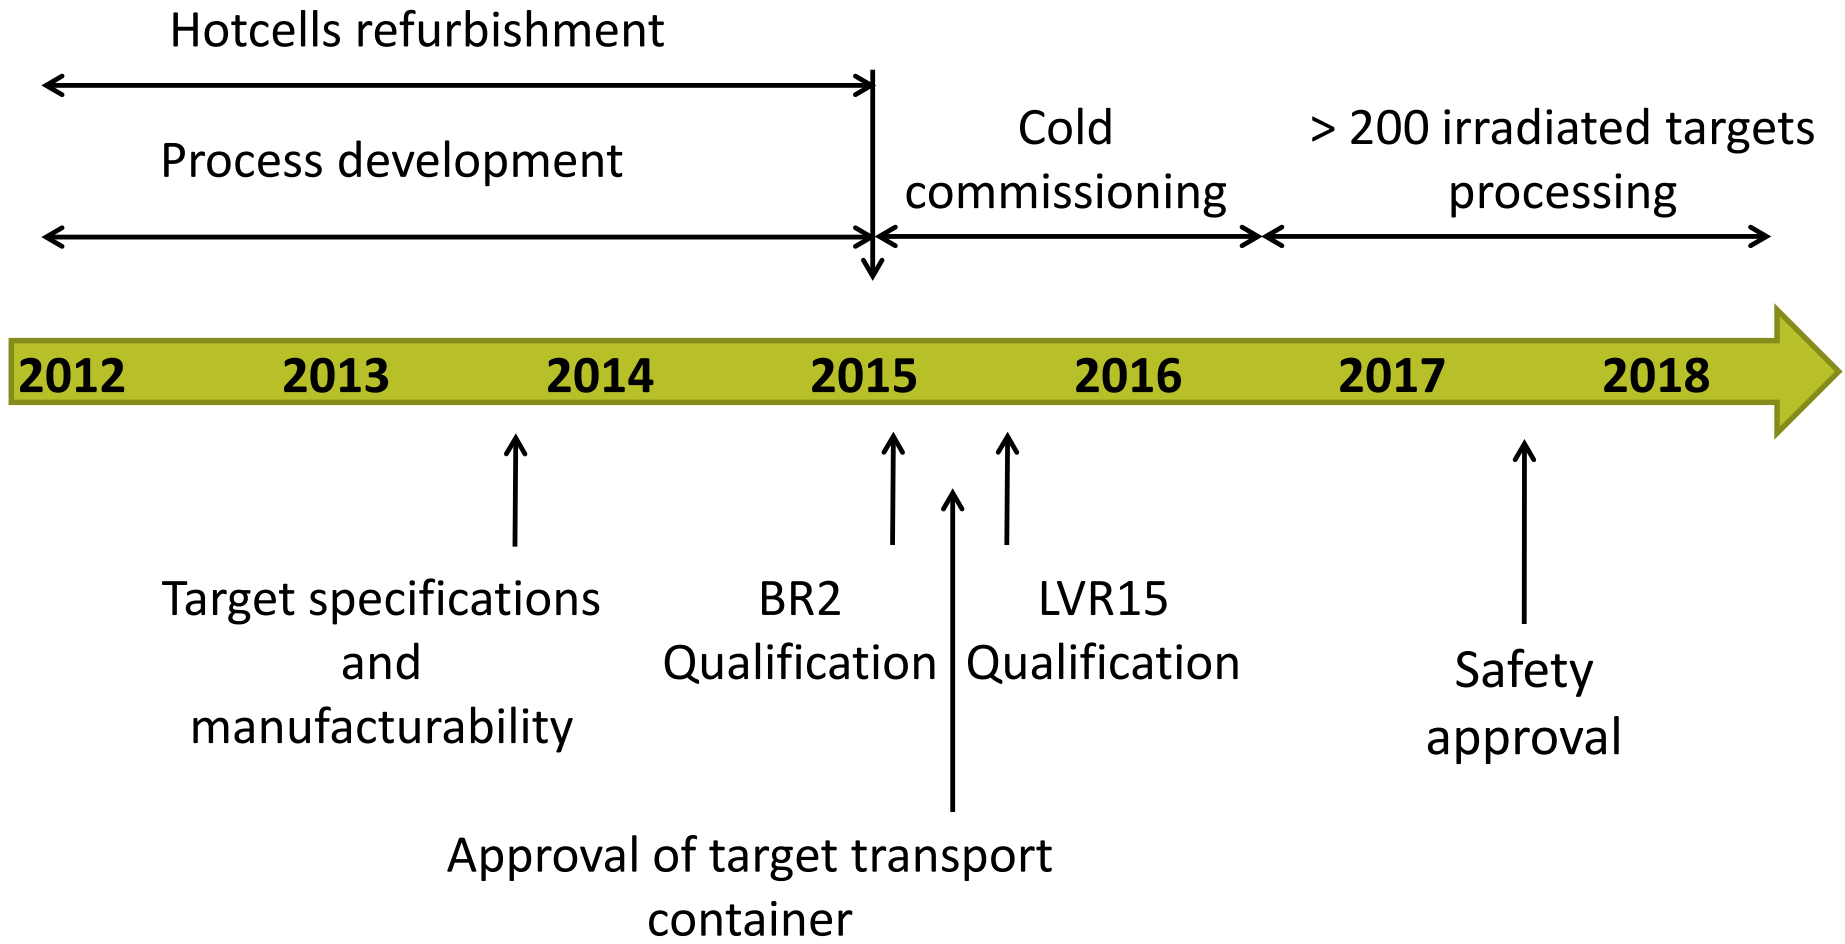 Hotcells refurbishment
Process development
Cold
commissioning
> 200 irradiated targets
processing
2012 2013 2014 2015 2016 2017 2018
Target specifications
and
manufacturability
BR2
Qualification
LVR15
Qualification
Safety
approval
Approval of target transport
container